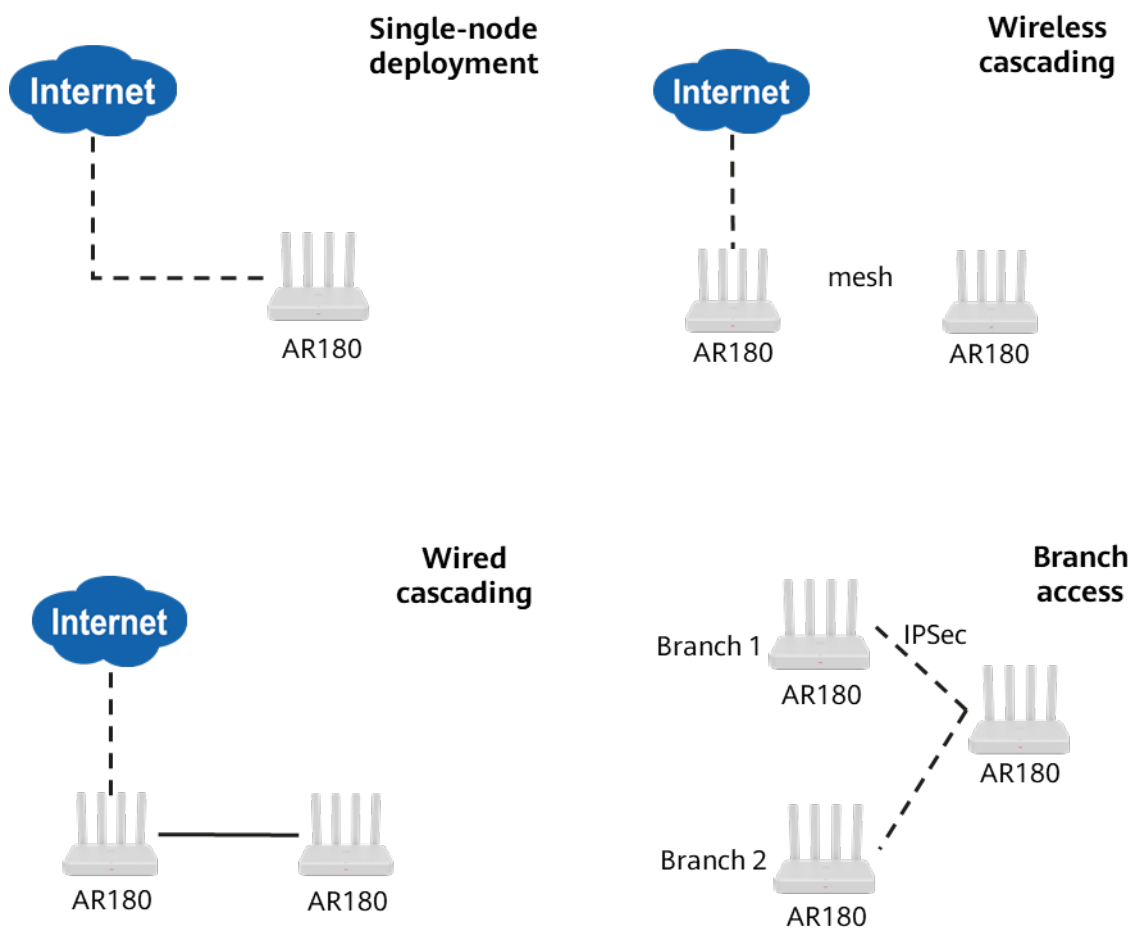 Single-node
deployment
Internet
AR180
Wireless
cascading
Internet
mesh
AR180
AR180
Wired
cascading
Internet
AR180
AR180
Branch
access
Branch 1
IPSec
AR180
AR180
Branch 2
AR180